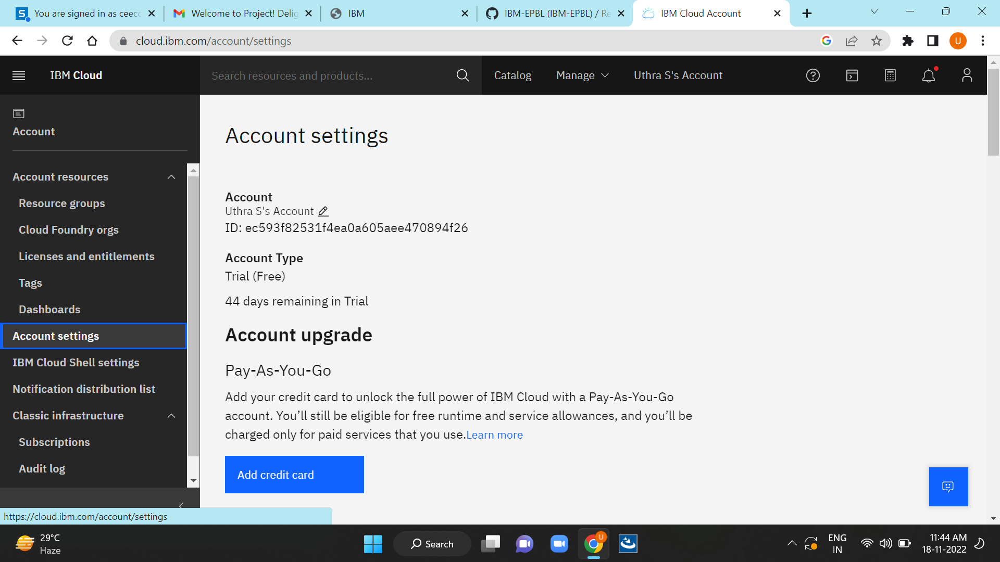 You are signed in as ceecc
Welcome to Project! Delig
IBM
IBM-EPBL (IBM-EPBL) / Re
IBM Cloud Account
cloud.ibm.com/account/settings
U
IBM Cloud
Search resources and products...
Catalog
Manage
Uthra S's Account
Account
Account resources
Resource groups
Cloud Foundry orgs
Licenses and entitlements
Tags
Dashboards
Account settings
IBM Cloud Shell settings
Notification distribution list
Classic infrastructure
Subscriptions
Audit log
Account settings
Account
Uthra S's Account
ID: ec593f82531f4ea0a605aee470894f26
Account Type
Trial (Free)
44 days remaining in Trial
Account upgrade
Pay-As-You-Go
Add your credit card to unlock the full power of IBM Cloud with a Pay-As-You-Go
account. You’ll still be eligible for free runtime and service allowances, and you’ll be
charged only for paid services that you use.Learn more
Add credit card
https://cloud.ibm.com/account/settings
29°C
Haze
Search
U
ENG
IN
11:44 AM
18-11-2022